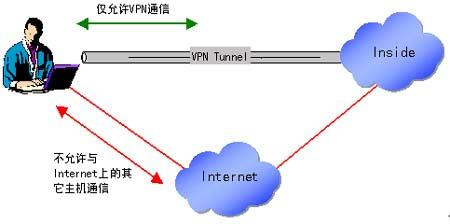 仅允许VPN通信
VPN Tunnel
Inside
不允许与
Internet上的其
它主机通信
Internet